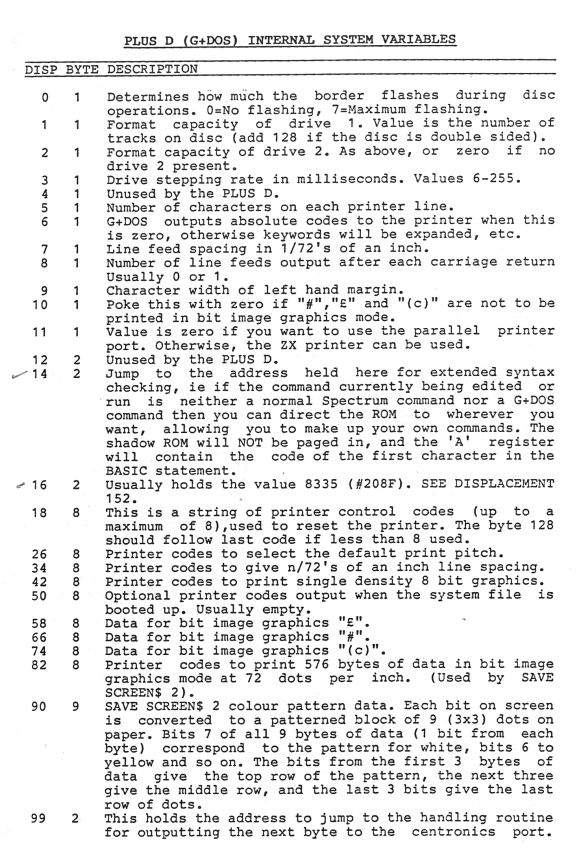 PLUS D (G+DOS) INTERNAL SYSTEM VARIABLES
DISP BYTE DESCRIPTION
0 1 Determines how much the border flashes during disc
operations. 0=No flashing, 7=Maximum flashing.
1 1 Format capacity of drive 1. Value is the number of
tracks on disc (add 128 if the disc is double sided).
2 1 Format capacity of drive 2. As above, or zero if no
drive 2 present.
3 1 Drive stepping rate in milliseconds. Values 6-255.
4 1 Unused by the PLUS D.
5 1 Number of characters on each printer line.
6 1 G+DOS outputs absolute codes to the printer when this
is zero, otherwise keywords will be expanded, etc.
7 1 Line feed spacing in 1/72's of an inch.
8 1 Number of line feeds output after each carriage return
Usually 0 or 1.
9 1 Character width of left hand margin.
10 1 Poke this with zero if "#","£" and "(c)" are not to be
printed in bit image graphics mode.
11 1 Value is zero if you want to use the parallel printer
port. Otherwise, the ZX printer can be used.
12 2 Unused by the PLUS D.
14 2 Jump to the address held here for extended syntax
checking, ie if the command currently being edited or
run is neither a normal Spectrum command nor a G+DOS
command then you can direct the ROM to wherever you
want, allowing you to make up your own commands. The
shadow ROM will NOT be paged in, and the 'A' register
will contain the code of the first character in the
BASIC statement.
16 2 Usually holds the value 8335 (#208F). SEE DISPLACEMENT
152.
18 8 This is a string of printer control codes (up to a
maximum of 8),used to reset the printer. The byte 128
should follow last code if less than 8 used.
26 8 Printer codes to select the default print pitch.
34 8 Printer codes to give n/72's of an inch line spacing.
42 8 Printer codes to print single density 8 bit graphics.
50 8 Optional printer codes output when the system file is
booted up. Usually empty.
58 8 Data for bit image graphics "£".
66 8 Data for bit image graphics "#".
74 8 Data for bit image graphics "(c)".
82 8 Printer codes to print 576 bytes of data in bit image
graphics mode at 72 dots per inch. (Used by SAVE
SCREEN$ 2).
90 9 SAVE SCREEN$ 2 colour pattern data. Each bit on screen
is converted to a patterned block of 9 (3x3) dots on
paper. Bits 7 of all 9 bytes of data (1 bit from each
byte) correspond to the pattern for white, bits 6 to
yellow and so on. The bits from the first 3 bytes of
data give the top row of the pattern, the next three
give the middle row, and the last 3 bits give the last
row of dots.
99 2 This holds the address to jump to the handling routine
for outputting the next byte to the centronics port.